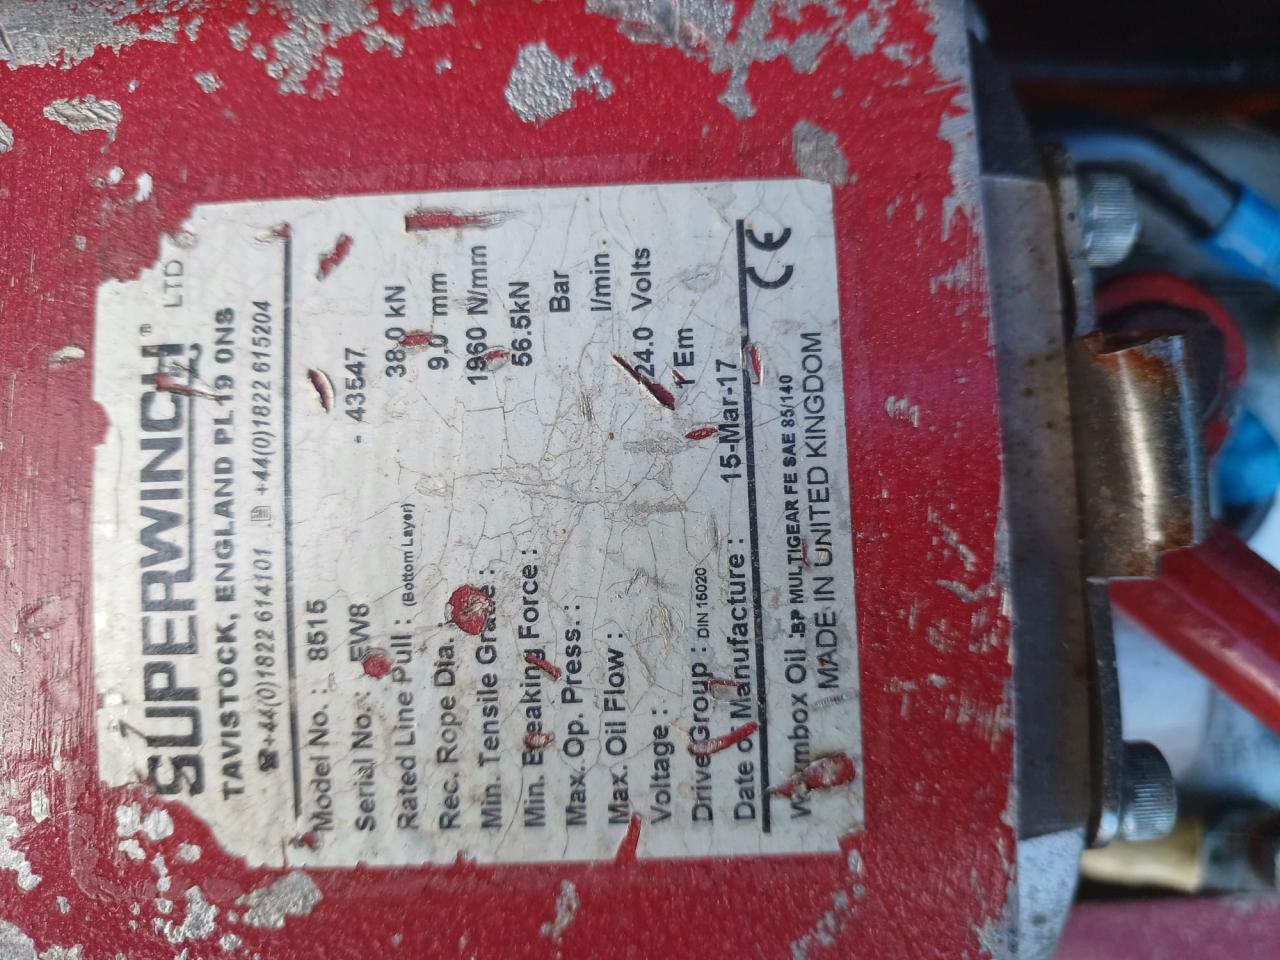 SUPERWINCH® LTD
TAVISTOCK, ENGLAND PL19 0NS
☎+44(0)1822 614101 +44(0)1822 615204
Model No. : 8515
Serial No.: EW8 - 43547
Rated Line Pull : (Bottom Layer) 38.0 kN
Rec. Rope Dia. 9.0 mm
Min. Tensile Grade : 1960 N/mm
Min. Breaking Force : 56.5kN
Max. Op. Press. : Bar
Max. Oil Flow : l/min
Voltage : 24.0 Volts
Drive Group : DIN 15020 1Em
Date of Manufacture : 15-Mar-17
Wormbox Oil :BP MULTIGEAR FE SAE 85/140
MADE IN UNITED KINGDOM
CE